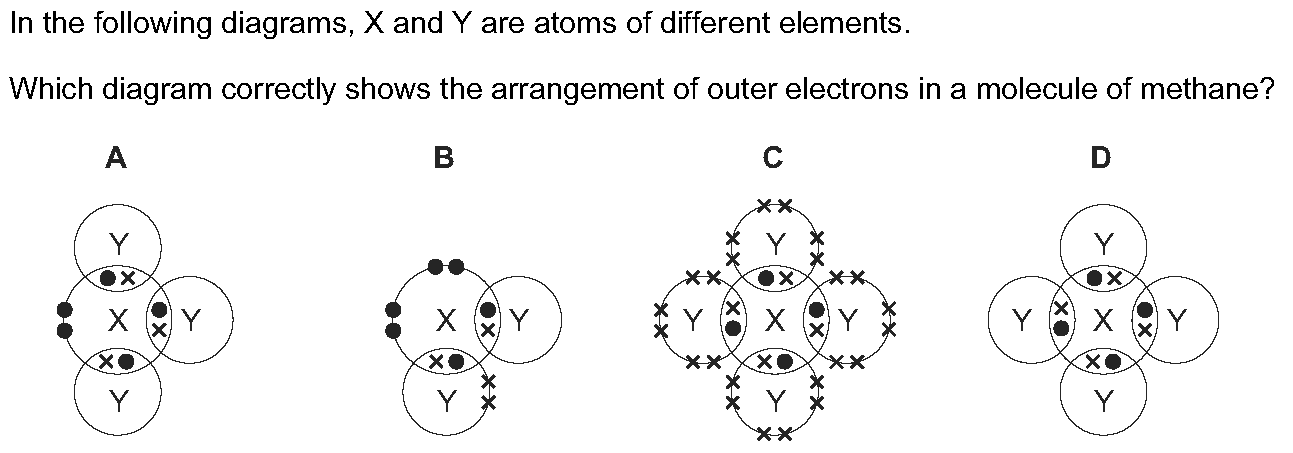 In the following diagrams, X and Y are atoms of different elements.
Which diagram correctly shows the arrangement of outer electrons in a molecule of methane?
A B C D
Y Y Y Y
X Y X Y Y X Y Y X Y
Y Y Y Y